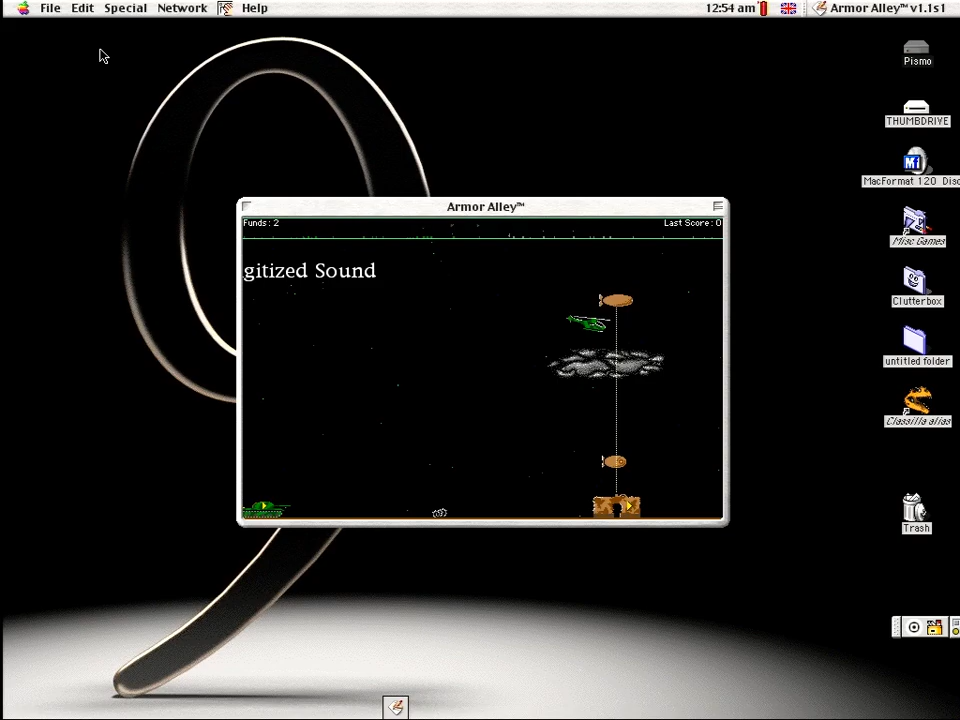 File Edit Special Network Help 12:54 am Armor Alley™ v1.1s1
Pismo
THUMBDRIVE
MacFormat 120 Disc
Armor Alley™
Funds: 2 Last Score: 0
Misc Games
gitized Sound
Clutterbox
untitled folder
Classilla alias
Trash